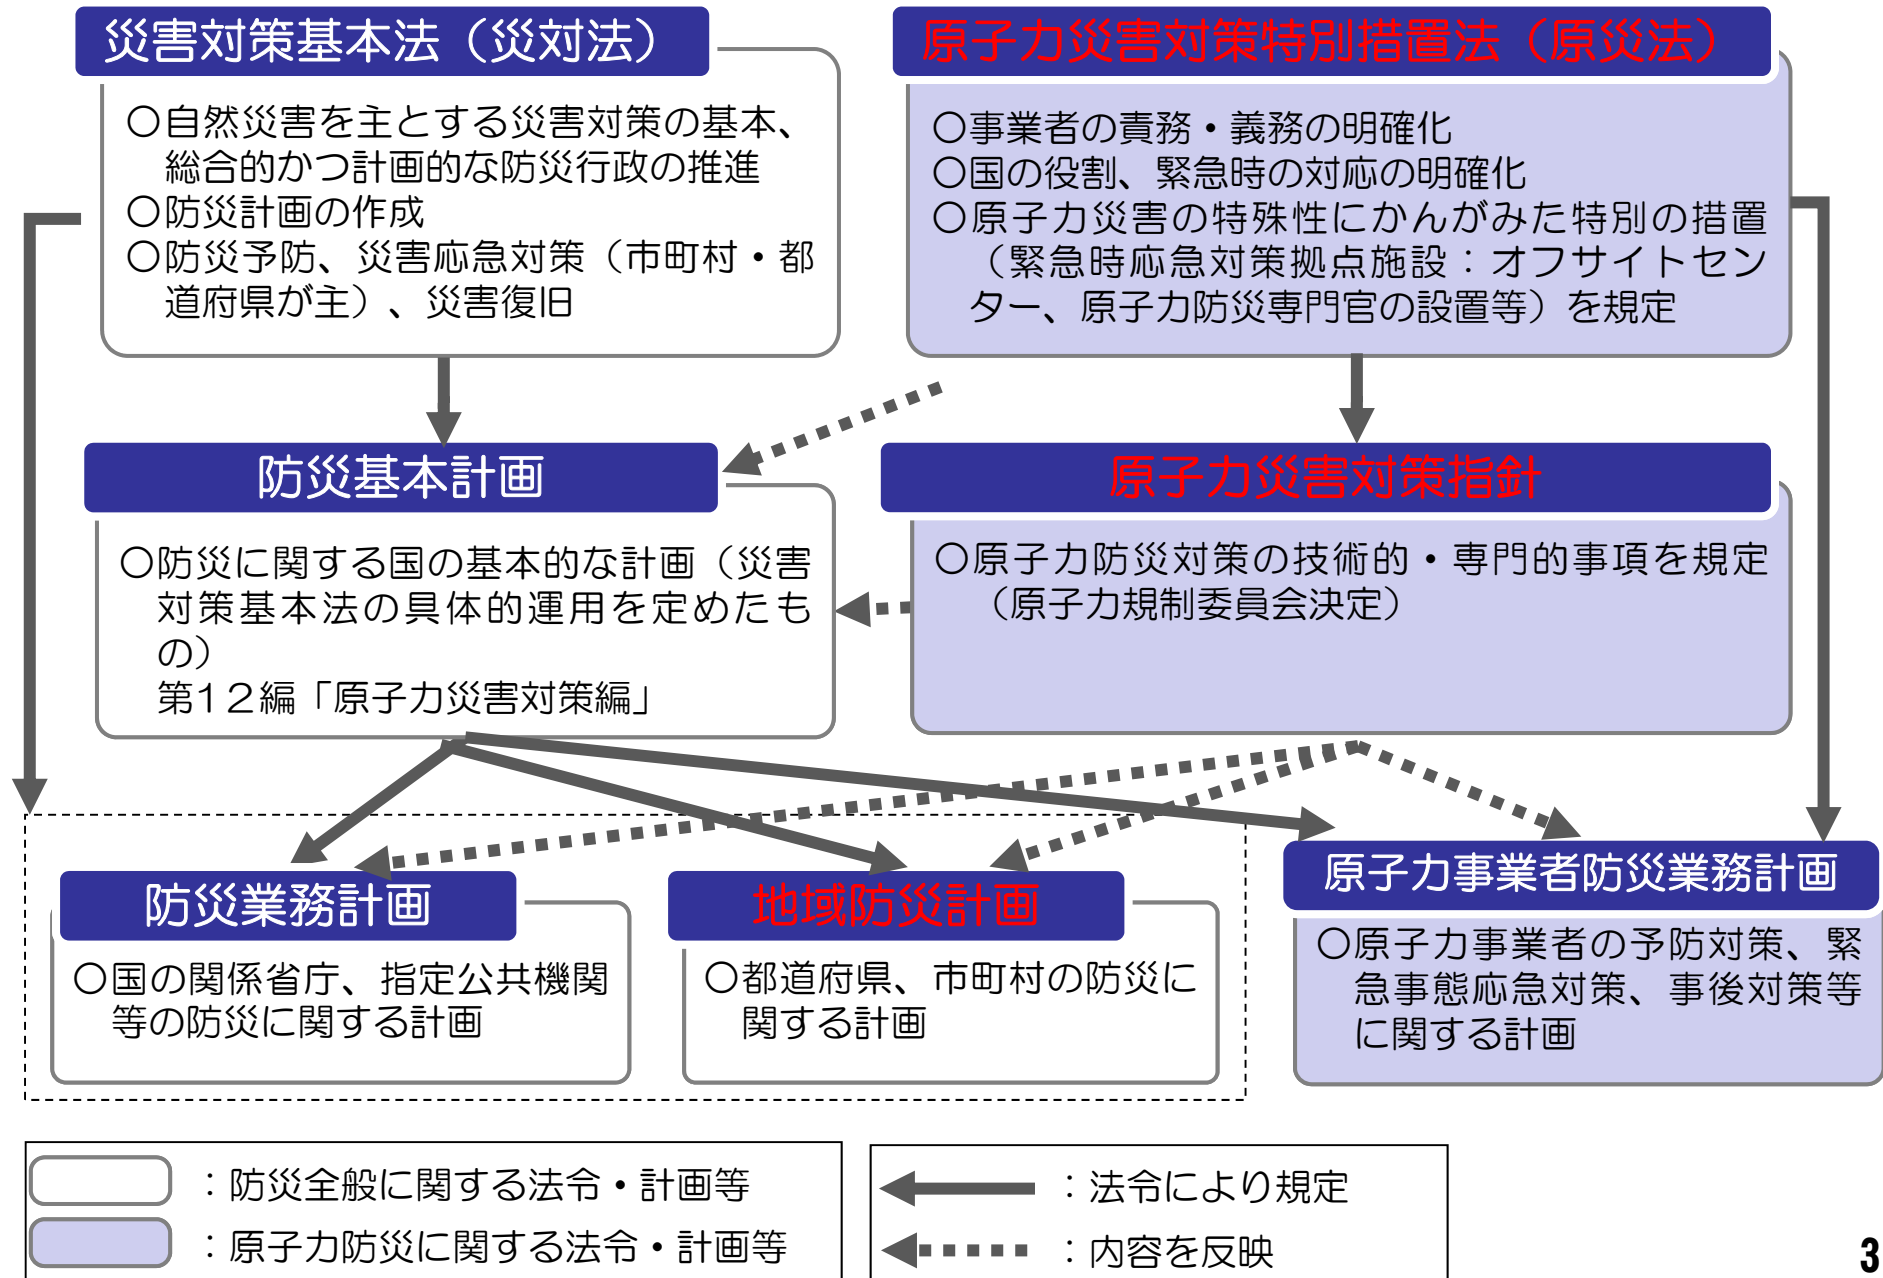 災害対策基本法（災対法）
〇自然災害を主とする災害対策の基本、
総合的かつ計画的な防災行政の推進
〇防災計画の作成
〇防災予防、災害応急対策（市町村・都
道府県が主）、災害復旧
原子力災害対策特別措置法（原災法）
〇事業者の責務・義務の明確化
〇国の役割、緊急時の対応の明確化
〇原子力災害の特殊性にかんがみた特別の措置
（緊急時応急対策拠点施設：オフサイトセン
ター、原子力防災専門官の設置等）を規定
防災基本計画
〇防災に関する国の基本的な計画（災害
対策基本法の具体的運用を定めたも
の）
第12編「原子力災害対策編」
原子力災害対策指針
〇原子力防災対策の技術的・専門的事項を規定
（原子力規制委員会決定）
防災業務計画
〇国の関係省庁、指定公共機関
等の防災に関する計画
地域防災計画
〇都道府県、市町村の防災に
関する計画
原子力事業者防災業務計画
〇原子力事業者の予防対策、緊
急事態応急対策、事後対策等
に関する計画
：防災全般に関する法令・計画等
：原子力防災に関する法令・計画等
：法令により規定
：内容を反映
3